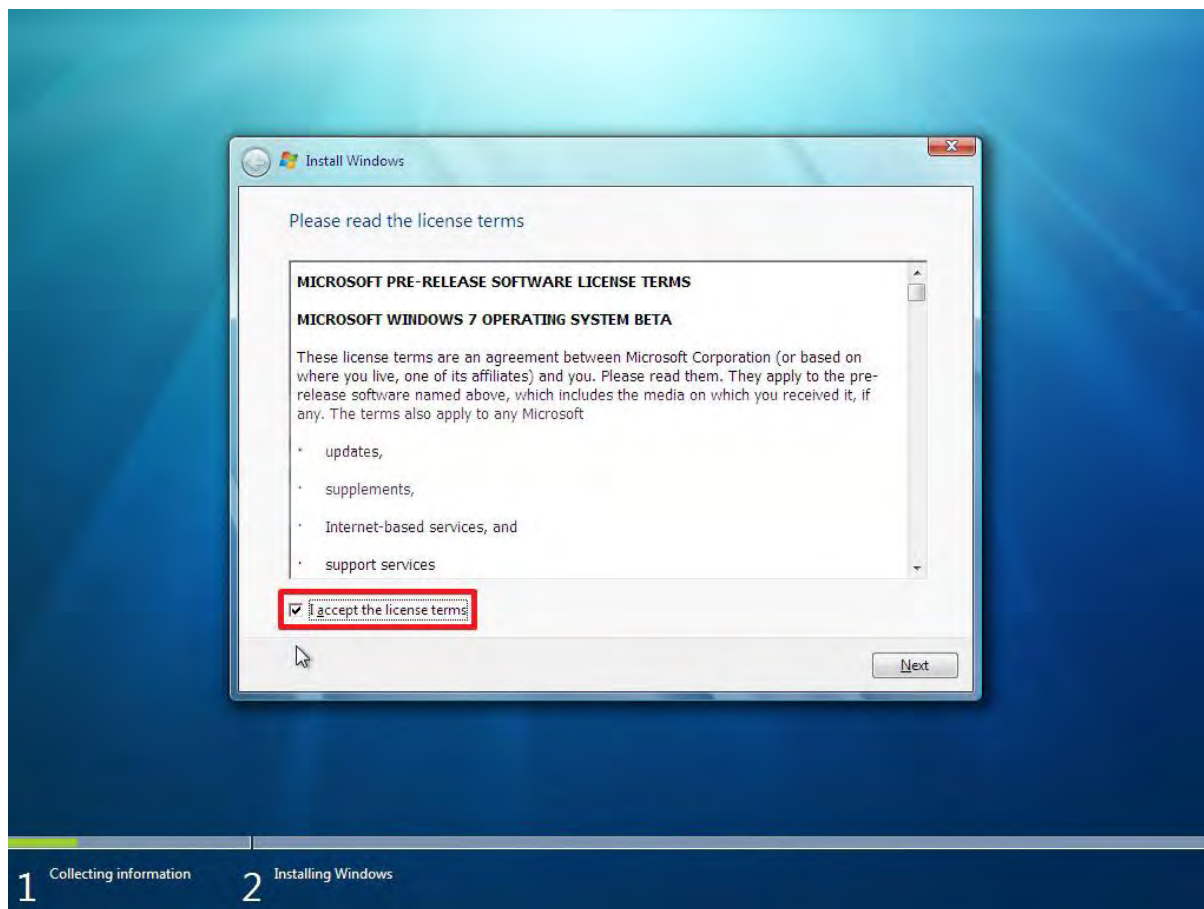 Install Windows
Please read the license terms
MICROSOFT PRE-RELEASE SOFTWARE LICENSE TERMS
MICROSOFT WINDOWS 7 OPERATING SYSTEM BETA
These license terms are an agreement between Microsoft Corporation (or based on
where you live, one of its affiliates) and you. Please read them. They apply to the pre-
release software named above, which includes the media on which you received it, if
any. The terms also apply to any Microsoft
· updates,
· supplements,
· Internet-based services, and
· support services
I accept the license terms
Next
1 Collecting information
2 Installing Windows